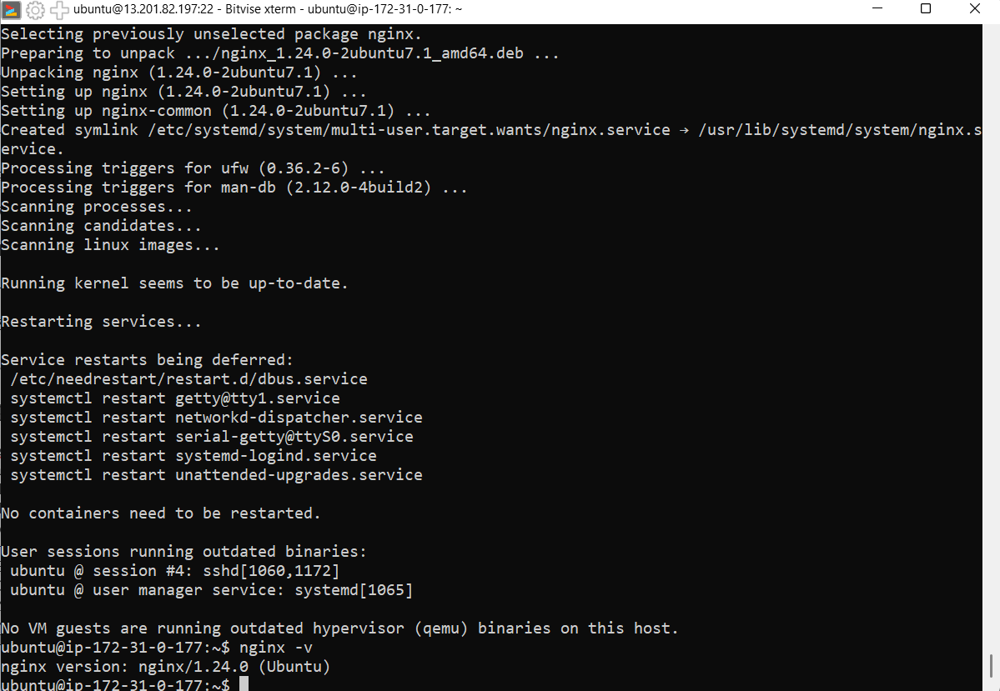 ubuntu@13.201.82.197:22 - Bitvise xterm - ubuntu@ip-172-31-0-177: ~
Selecting previously unselected package nginx.
Preparing to unpack .../nginx_1.24.0-2ubuntu7.1_amd64.deb ...
Unpacking nginx (1.24.0-2ubuntu7.1) ...
Setting up nginx (1.24.0-2ubuntu7.1) ...
Setting up nginx-common (1.24.0-2ubuntu7.1) ...
Created symlink /etc/systemd/system/multi-user.target.wants/nginx.service → /usr/lib/systemd/system/nginx.s
ervice.
Processing triggers for ufw (0.36.2-6) ...
Processing triggers for man-db (2.12.0-4build2) ...
Scanning processes...
Scanning candidates...
Scanning linux images...
Running kernel seems to be up-to-date.
Restarting services...
Service restarts being deferred:
 /etc/needrestart/restart.d/dbus.service
 systemctl restart getty@tty1.service
 systemctl restart networkd-dispatcher.service
 systemctl restart serial-getty@ttyS0.service
 systemctl restart systemd-logind.service
 systemctl restart unattended-upgrades.service
No containers need to be restarted.
User sessions running outdated binaries:
 ubuntu @ session #4: sshd[1060,1172]
 ubuntu @ user manager service: systemd[1065]
No VM guests are running outdated hypervisor (qemu) binaries on this host.
ubuntu@ip-172-31-0-177:~$ nginx -v
nginx version: nginx/1.24.0 (Ubuntu)
ubuntu@ip-172-31-0-177:~$